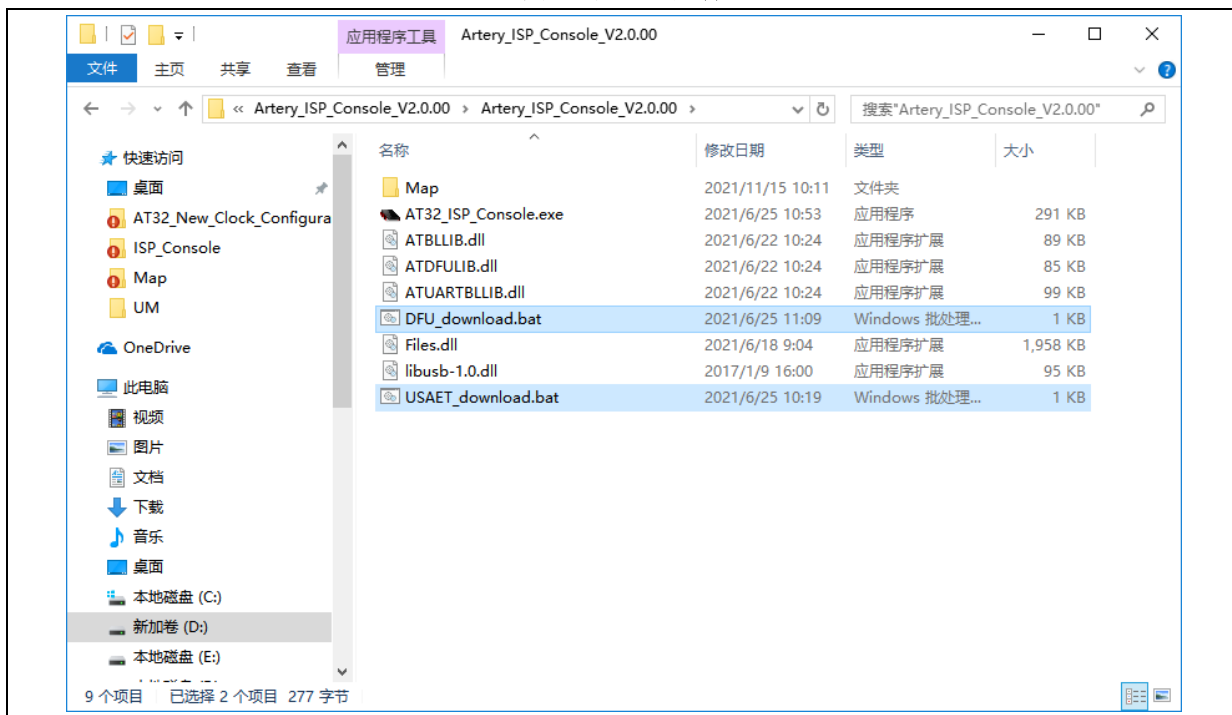 应用程序工具 Artery_ISP_Console_V2.0.00
文件 主页 共享 查看 管理
« Artery_ISP_Console_V2.0.00 › Artery_ISP_Console_V2.0.00 › 搜索"Artery_ISP_Console_V2.0.00"
快速访问
桌面
AT32_New_Clock_Configura
ISP_Console
Map
UM
OneDrive
此电脑
视频
图片
文档
下载
音乐
桌面
本地磁盘 (C:)
新加卷 (D:)
本地磁盘 (E:)
名称 修改日期 类型 大小
Map 2021/11/15 10:11 文件夹
AT32_ISP_Console.exe 2021/6/25 10:53 应用程序 291 KB
ATBLLIB.dll 2021/6/22 10:24 应用程序扩展 89 KB
ATDFULIB.dll 2021/6/22 10:24 应用程序扩展 85 KB
ATUARTBLLIB.dll 2021/6/22 10:24 应用程序扩展 99 KB
DFU_download.bat 2021/6/25 11:09 Windows 批处理... 1 KB
Files.dll 2021/6/18 9:04 应用程序扩展 1,958 KB
libusb-1.0.dll 2017/1/9 16:00 应用程序扩展 95 KB
USAET_download.bat 2021/6/25 10:19 Windows 批处理... 1 KB
9 个项目 已选择 2 个项目 277 字节